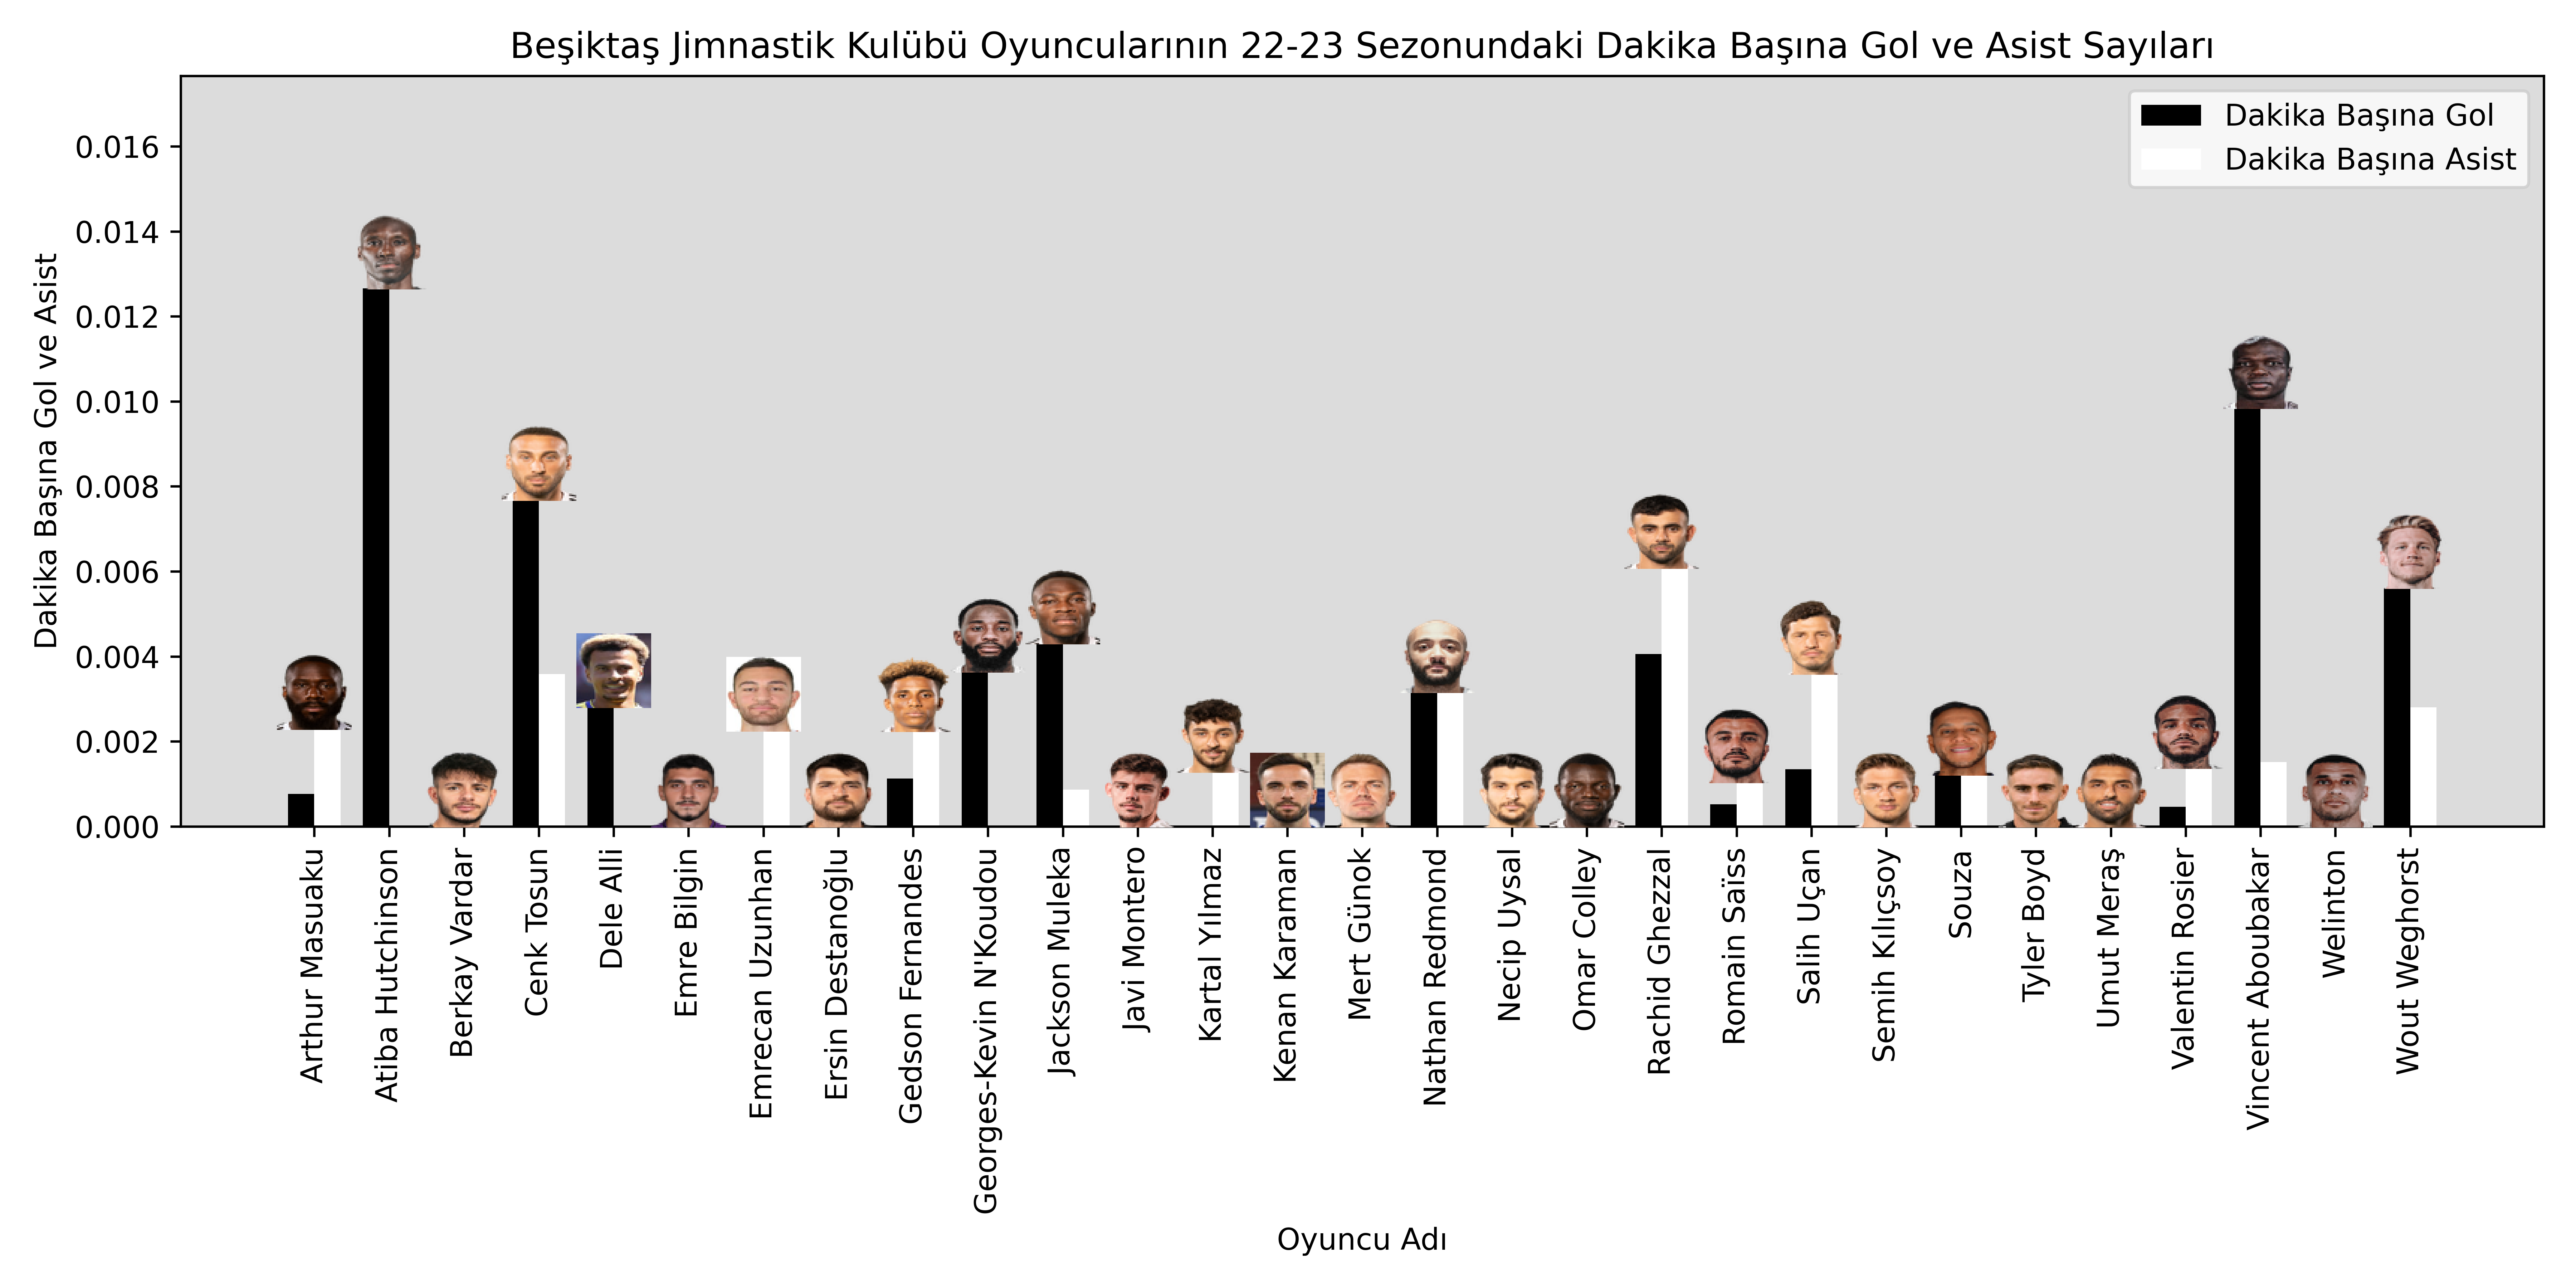 Beşiktaş Jimnastik Kulübü Oyuncularının 22-23 Sezonundaki Dakika Başına Gol ve Asist Sayıları
Dakika Başına Gol
Dakika Başına Asist
Dakika Başına Gol ve Asist
0.016
0.014
0.012
0.010
0.008
0.006
0.004
0.002
0.000
Arthur Masuaku
Atiba Hutchinson
Berkay Vardar
Cenk Tosun
Dele Alli
Emre Bilgin
Emrecan Uzunhan
Ersin Destanoğlu
Gedson Fernandes
Georges-Kevin N'Koudou
Jackson Muleka
Javi Montero
Kartal Yılmaz
Kenan Karaman
Mert Günok
Nathan Redmond
Necip Uysal
Omar Colley
Rachid Ghezzal
Romain Saïss
Salih Uçan
Semih Kılıçsoy
Souza
Tyler Boyd
Umut Meraş
Valentin Rosier
Vincent Aboubakar
Welinton
Wout Weghorst
Oyuncu Adı